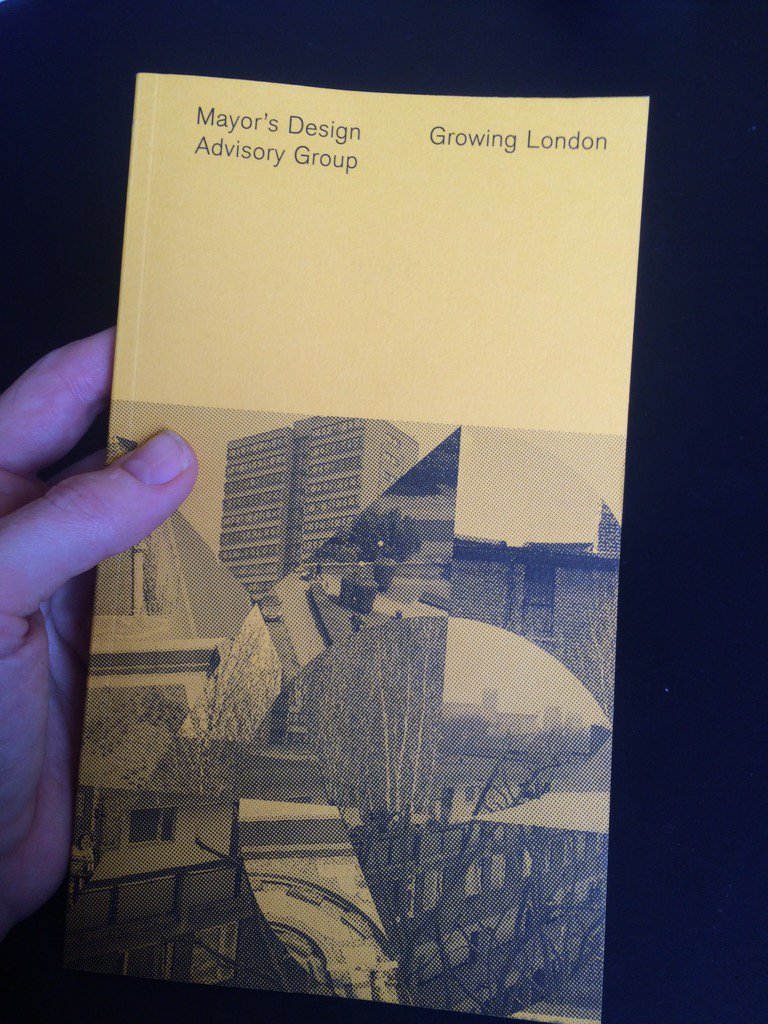 Mayor's Design
Advisory Group
Growing London